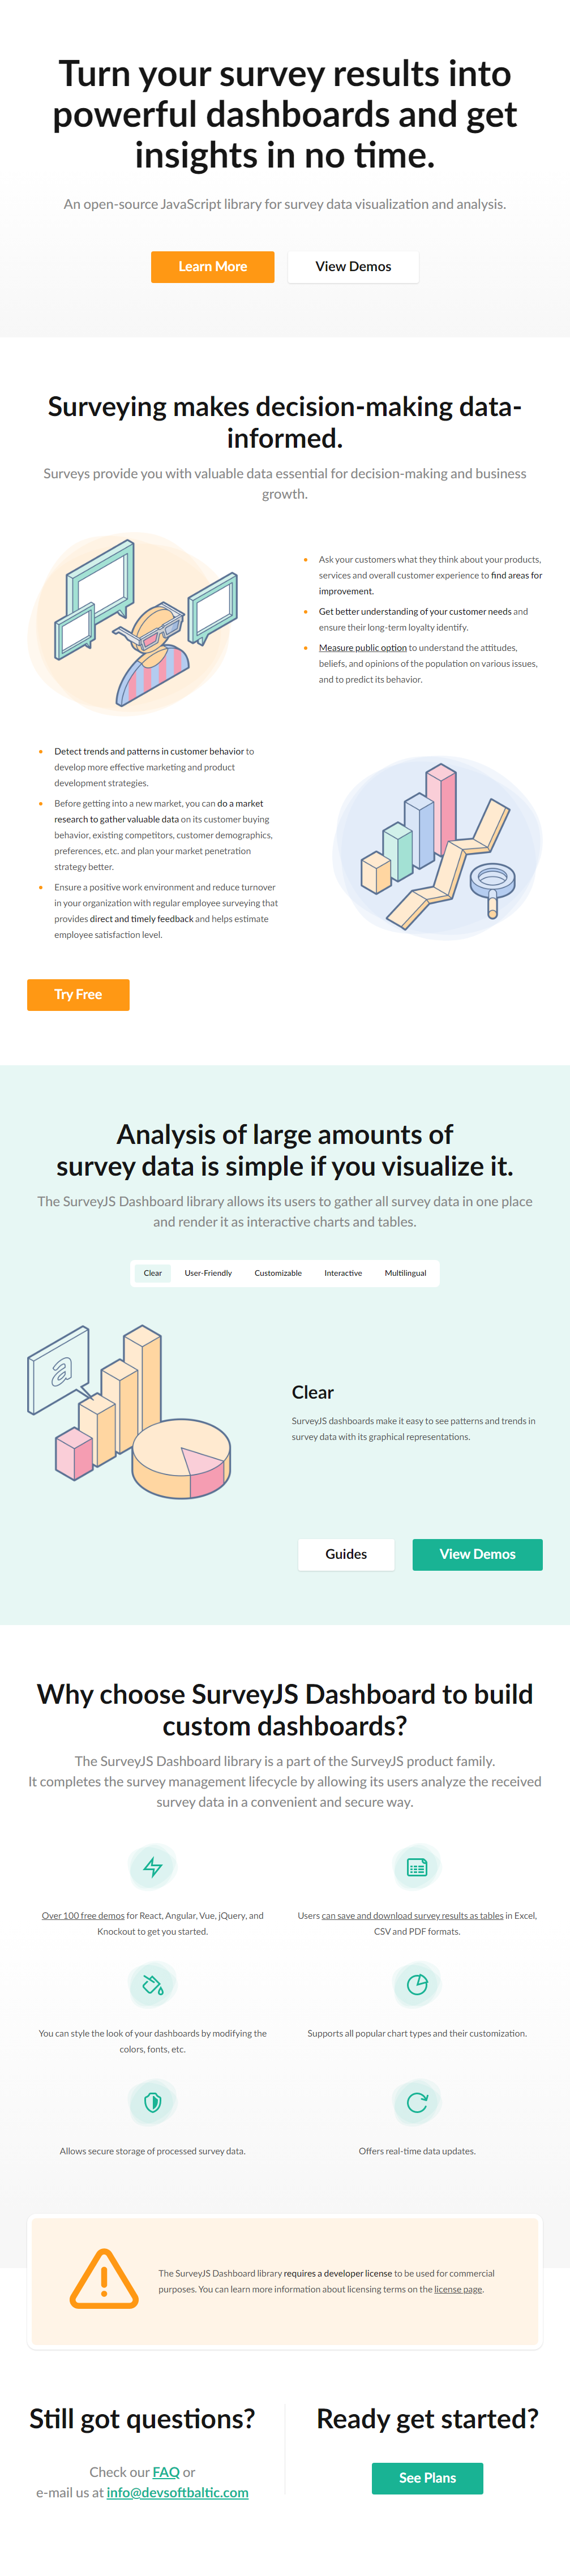 Turn your survey results into
powerful dashboards and get
insights in no time.
An open-source JavaScript library for survey data visualization and analysis.
Learn More
View Demos
Surveying makes decision-making data-
informed.
Surveys provide you with valuable data essential for decision-making and business
growth.
Ask your customers what they think about your products,
services and overall customer experience to find areas for
improvement.
Get better understanding of your customer needs and
ensure their long-term loyalty identify.
Measure public option to understand the attitudes,
beliefs, and opinions of the population on various issues,
and to predict its behavior.
Detect trends and patterns in customer behavior to
develop more effective marketing and product
development strategies.
Before getting into a new market, you can do a market
research to gather valuable data on its customer buying
behavior, existing competitors, customer demographics,
preferences, etc. and plan your market penetration
strategy better.
Ensure a positive work environment and reduce turnover
in your organization with regular employee surveying that
provides direct and timely feedback and helps estimate
employee satisfaction level.
Try Free
Analysis of large amounts of
survey data is simple if you visualize it.
The SurveyJS Dashboard library allows its users to gather all survey data in one place
and render it as interactive charts and tables.
Clear
User-Friendly
Customizable
Interactive
Multilingual
a
Clear
SurveyJS dashboards make it easy to see patterns and trends in
survey data with its graphical representations.
Guides
View Demos
Why choose SurveyJS Dashboard to build
custom dashboards?
The SurveyJS Dashboard library is a part of the SurveyJS product family.
It completes the survey management lifecycle by allowing its users analyze the received
survey data in a convenient and secure way.
Over 100 free demos for React, Angular, Vue, jQuery, and
Knockout to get you started.
Users can save and download survey results as tables in Excel,
CSV and PDF formats.
You can style the look of your dashboards by modifying the
colors, fonts, etc.
Supports all popular chart types and their customization.
Allows secure storage of processed survey data.
Offers real-time data updates.
The SurveyJS Dashboard library requires a developer license to be used for commercial
purposes. You can learn more information about licensing terms on the license page.
Still got questions?
Check our FAQ or
e-mail us at info@devsoftbaltic.com
Ready get started?
See Plans